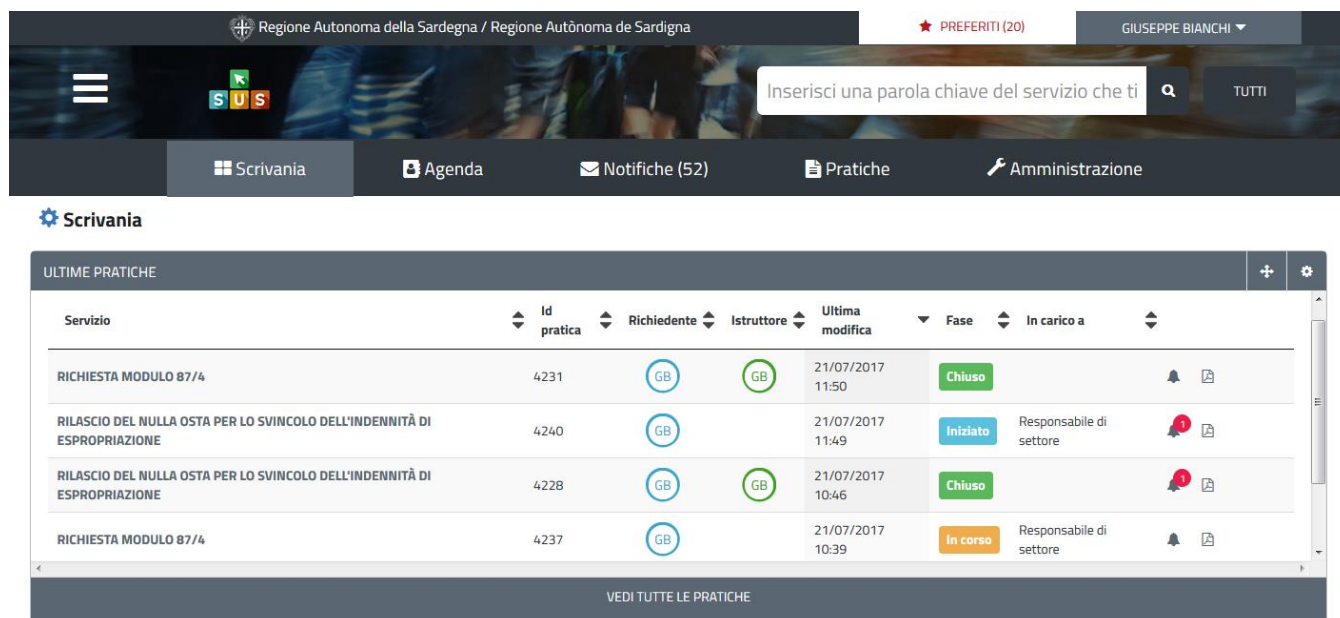 Regione Autonoma della Sardegna / Regione Autònoma de Sardigna
PREFERITI (20)
GIUSEPPE BIANCHI
SUS
Inserisci una parola chiave del servizio che ti
TUTTI
Scrivania
Agenda
Notifiche (52)
Pratiche
Amministrazione
Scrivania
ULTIME PRATICHE
Servizio
Id
pratica
Richiedente
Istruttore
Ultima
modifica
Fase
In carico a
RICHIESTA MODULO 87/4
4231
GB
GB
21/07/2017
11:50
Chiuso
RILASCIO DEL NULLA OSTA PER LO SVINCOLO DELL'INDENNITÀ DI
ESPROPRIAZIONE
4240
GB
21/07/2017
11:49
Iniziato
Responsabile di
settore
1
RILASCIO DEL NULLA OSTA PER LO SVINCOLO DELL'INDENNITÀ DI
ESPROPRIAZIONE
4228
GB
GB
21/07/2017
10:46
Chiuso
1
RICHIESTA MODULO 87/4
4237
GB
21/07/2017
10:39
In corso
Responsabile di
settore
VEDI TUTTE LE PRATICHE